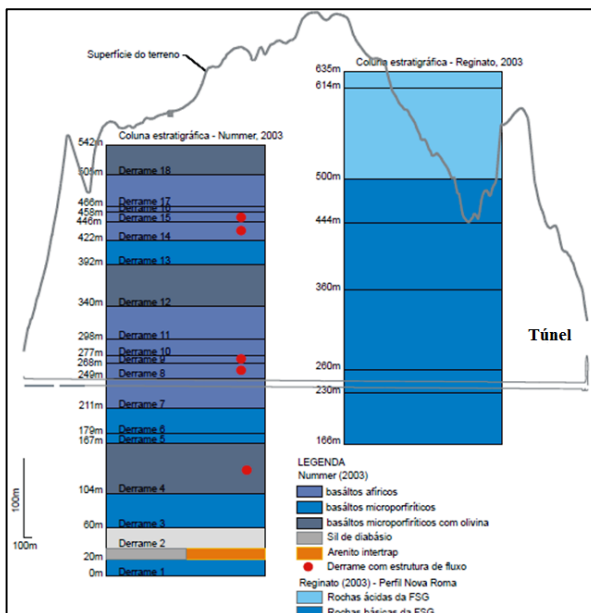 Superfície do terreno
Coluna estratigráfica - Reginato, 2003
635m
614m
500m
444m
360m
260m
230m
166m
Coluna estratigráfica - Nummer, 2003
542m
Derrame 18
505m
Derrame 17
466m
Derrame 16
458m
Derrame 15
446m
Derrame 14
422m
Derrame 13
392m
Derrame 12
340m
Derrame 11
298m
Derrame 10
277m
Derrame 9
268m
Derrame 8
249m
Derrame 7
211m
Derrame 6
179m
Derrame 5
167m
Derrame 4
104m
Derrame 3
60m
Derrame 2
20m
Derrame 1
0m
Túnel
100m
100m
LEGENDA
Nummer (2003)
basáltos afíricos
basáltos microporfiríticos
basáltos microporfiríticos com olivina
Sil de diabásio
Arenito intertrap
Derrame com estrutura de fluxo
Reginato (2003) - Perfil Nova Roma
Rochas ácidas da FSG
Rochas básicas da FSG